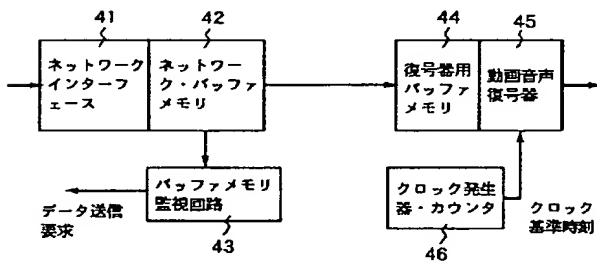 41
42
44
45
ネットワーク
インターフ
ェース
ネットワー
ク・バッファ
メモリ
復号器用
バッファ
メモリ
動画音声
復号器
バッファメモリ
監視回路
クロック発生
器・カウンタ
データ送信
要求
43
46
クロック
基準時刻